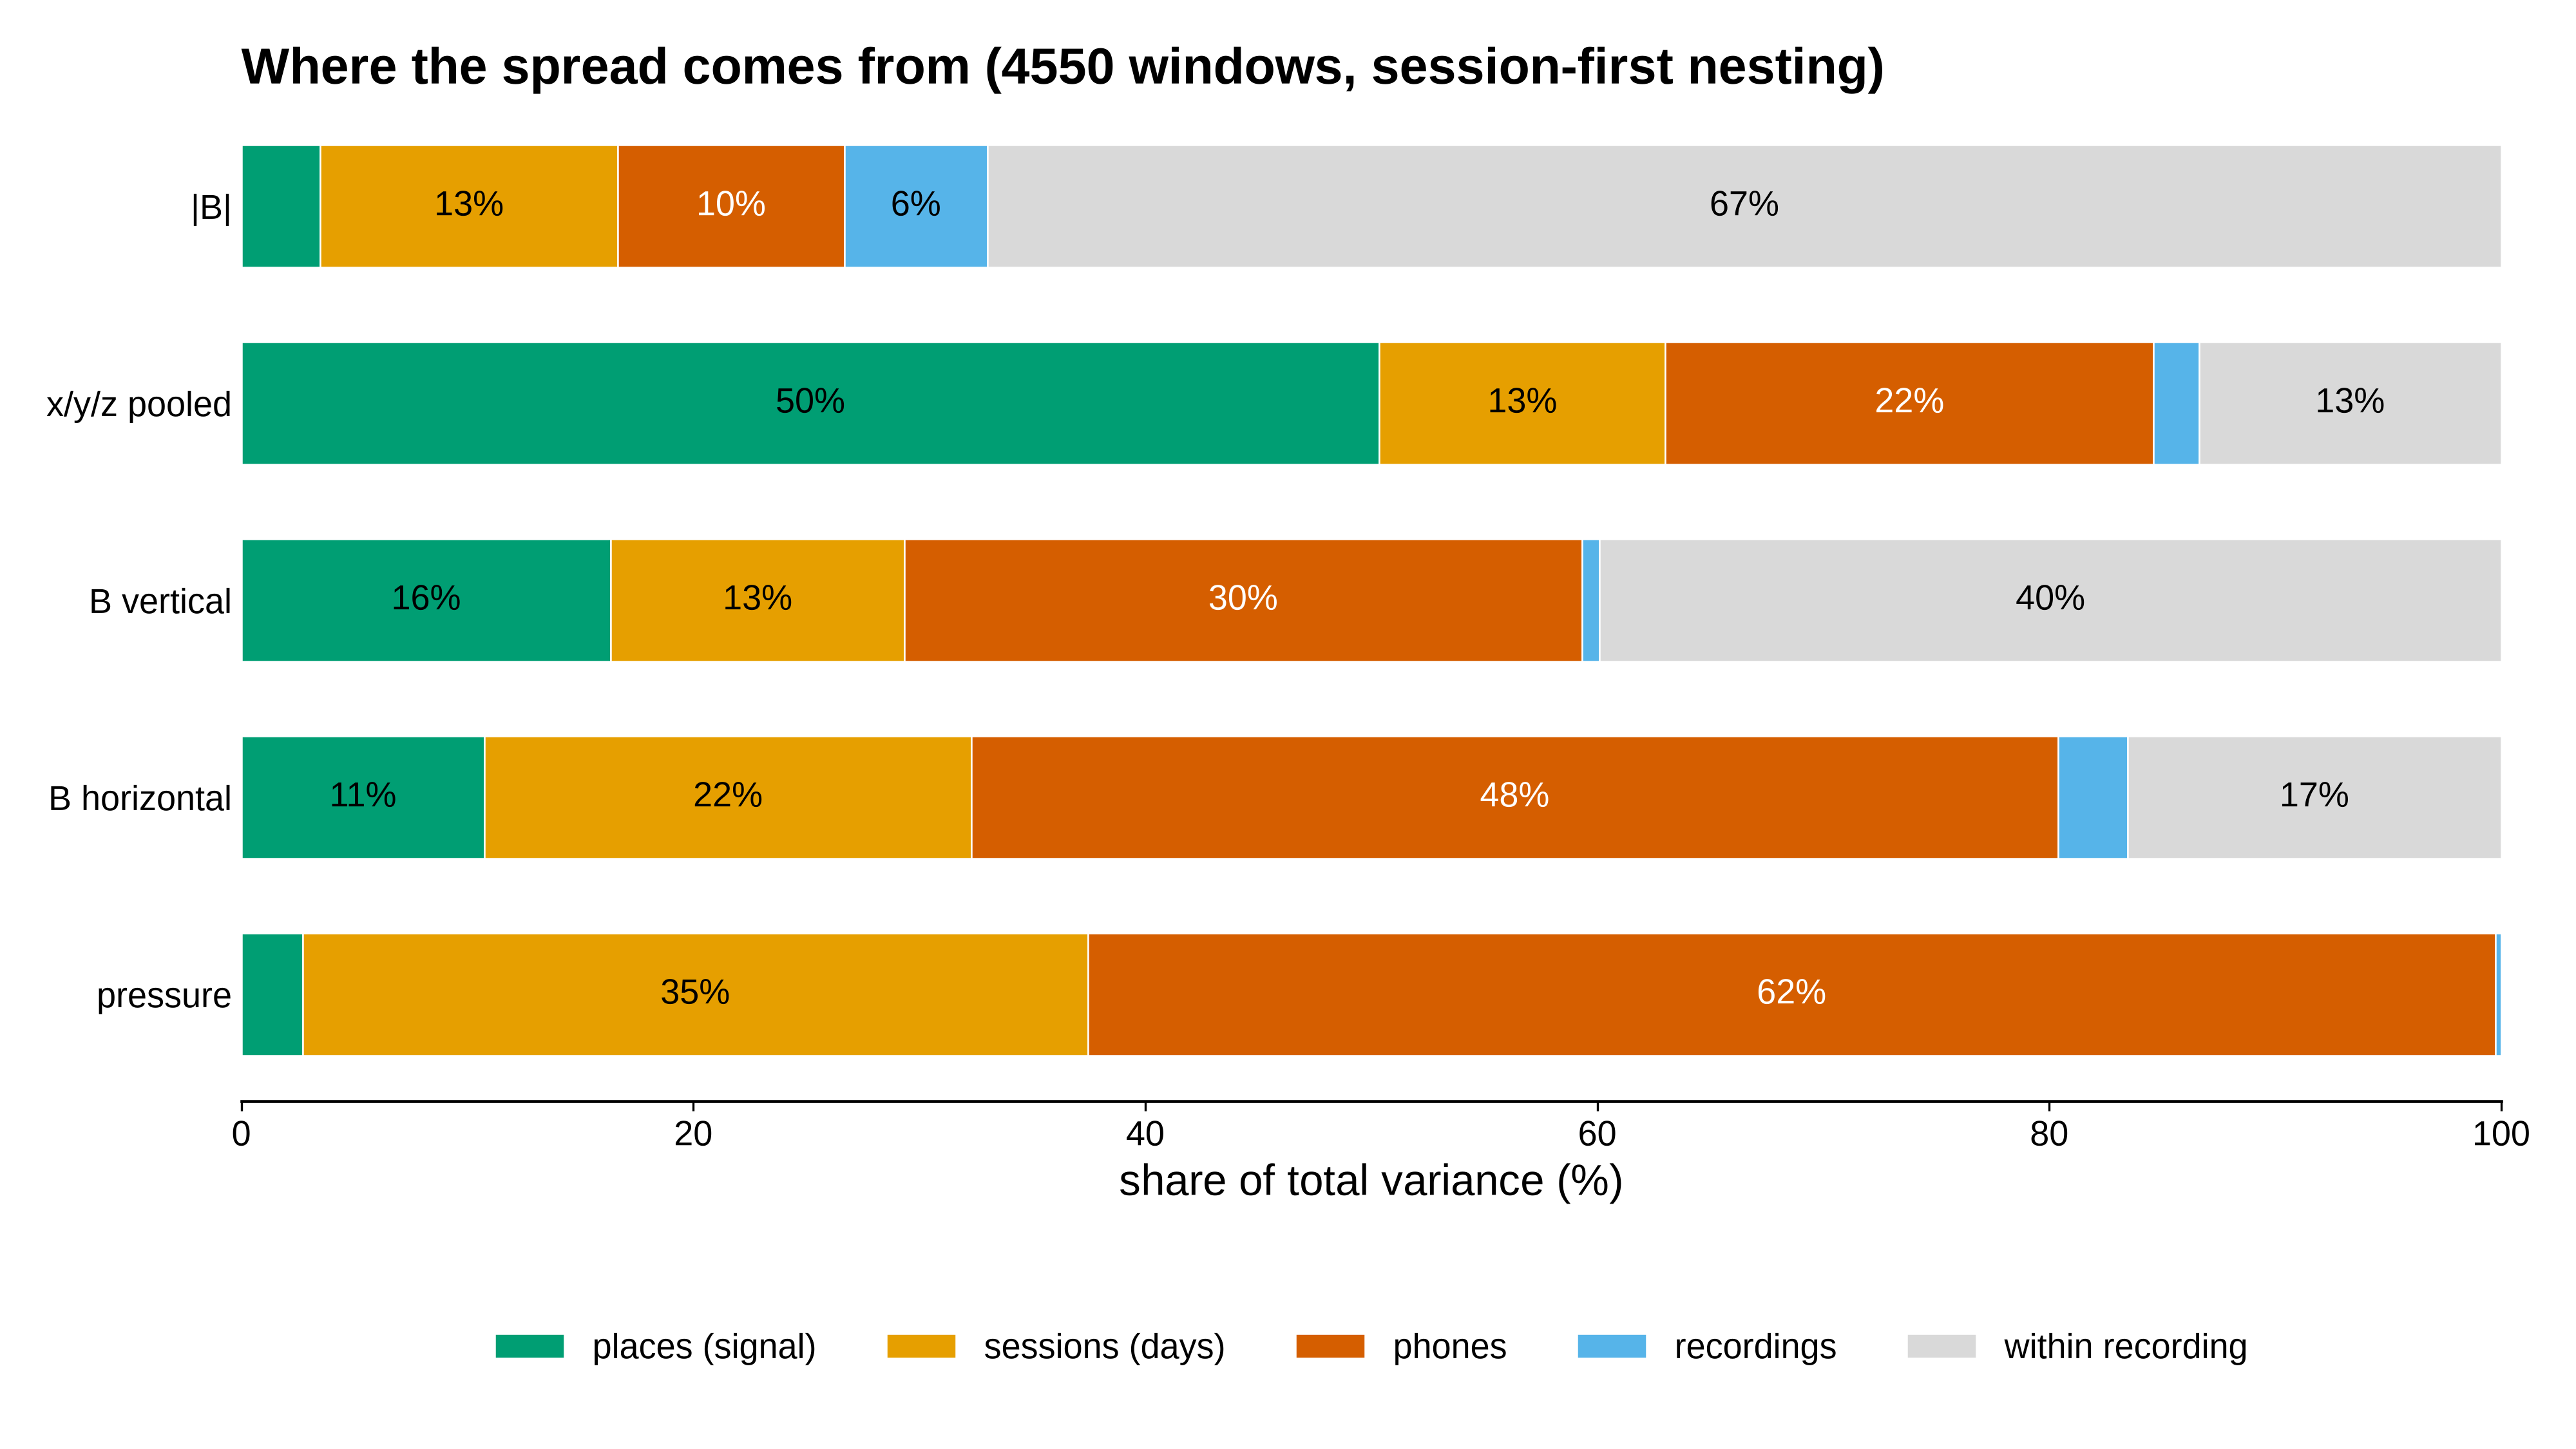 Where the spread comes from (4550 windows, session-first nesting)
|B|
13%
10%
6%
67%
x/y/z pooled
50%
13%
22%
13%
B vertical
16%
13%
30%
40%
B horizontal
11%
22%
48%
17%
pressure
35%
62%
0 20 40 60 80 100
share of total variance (%)
places (signal) sessions (days) phones recordings within recording